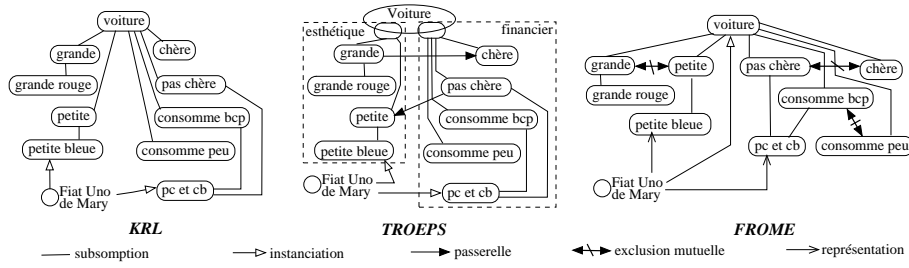 voiture
grande
chère
grande rouge
pas chère
petite
consomme bcp
petite bleue
consomme peu
Fiat Uno
de Mary
pc et cb
KRL
Voiture
esthétique
financier
grande
chère
grande rouge
pas chère
petite
consomme bcp
petite bleue
consomme peu
Fiat Uno
de Mary
pc et cb
TROEPS
voiture
grande
petite
pas chère
chère
grande rouge
consomme bcp
petite bleue
pc et cb
consomme peu
Fiat Uno
de Mary
FROME
subsomption
instanciation
passerelle
exclusion mutuelle
représentation